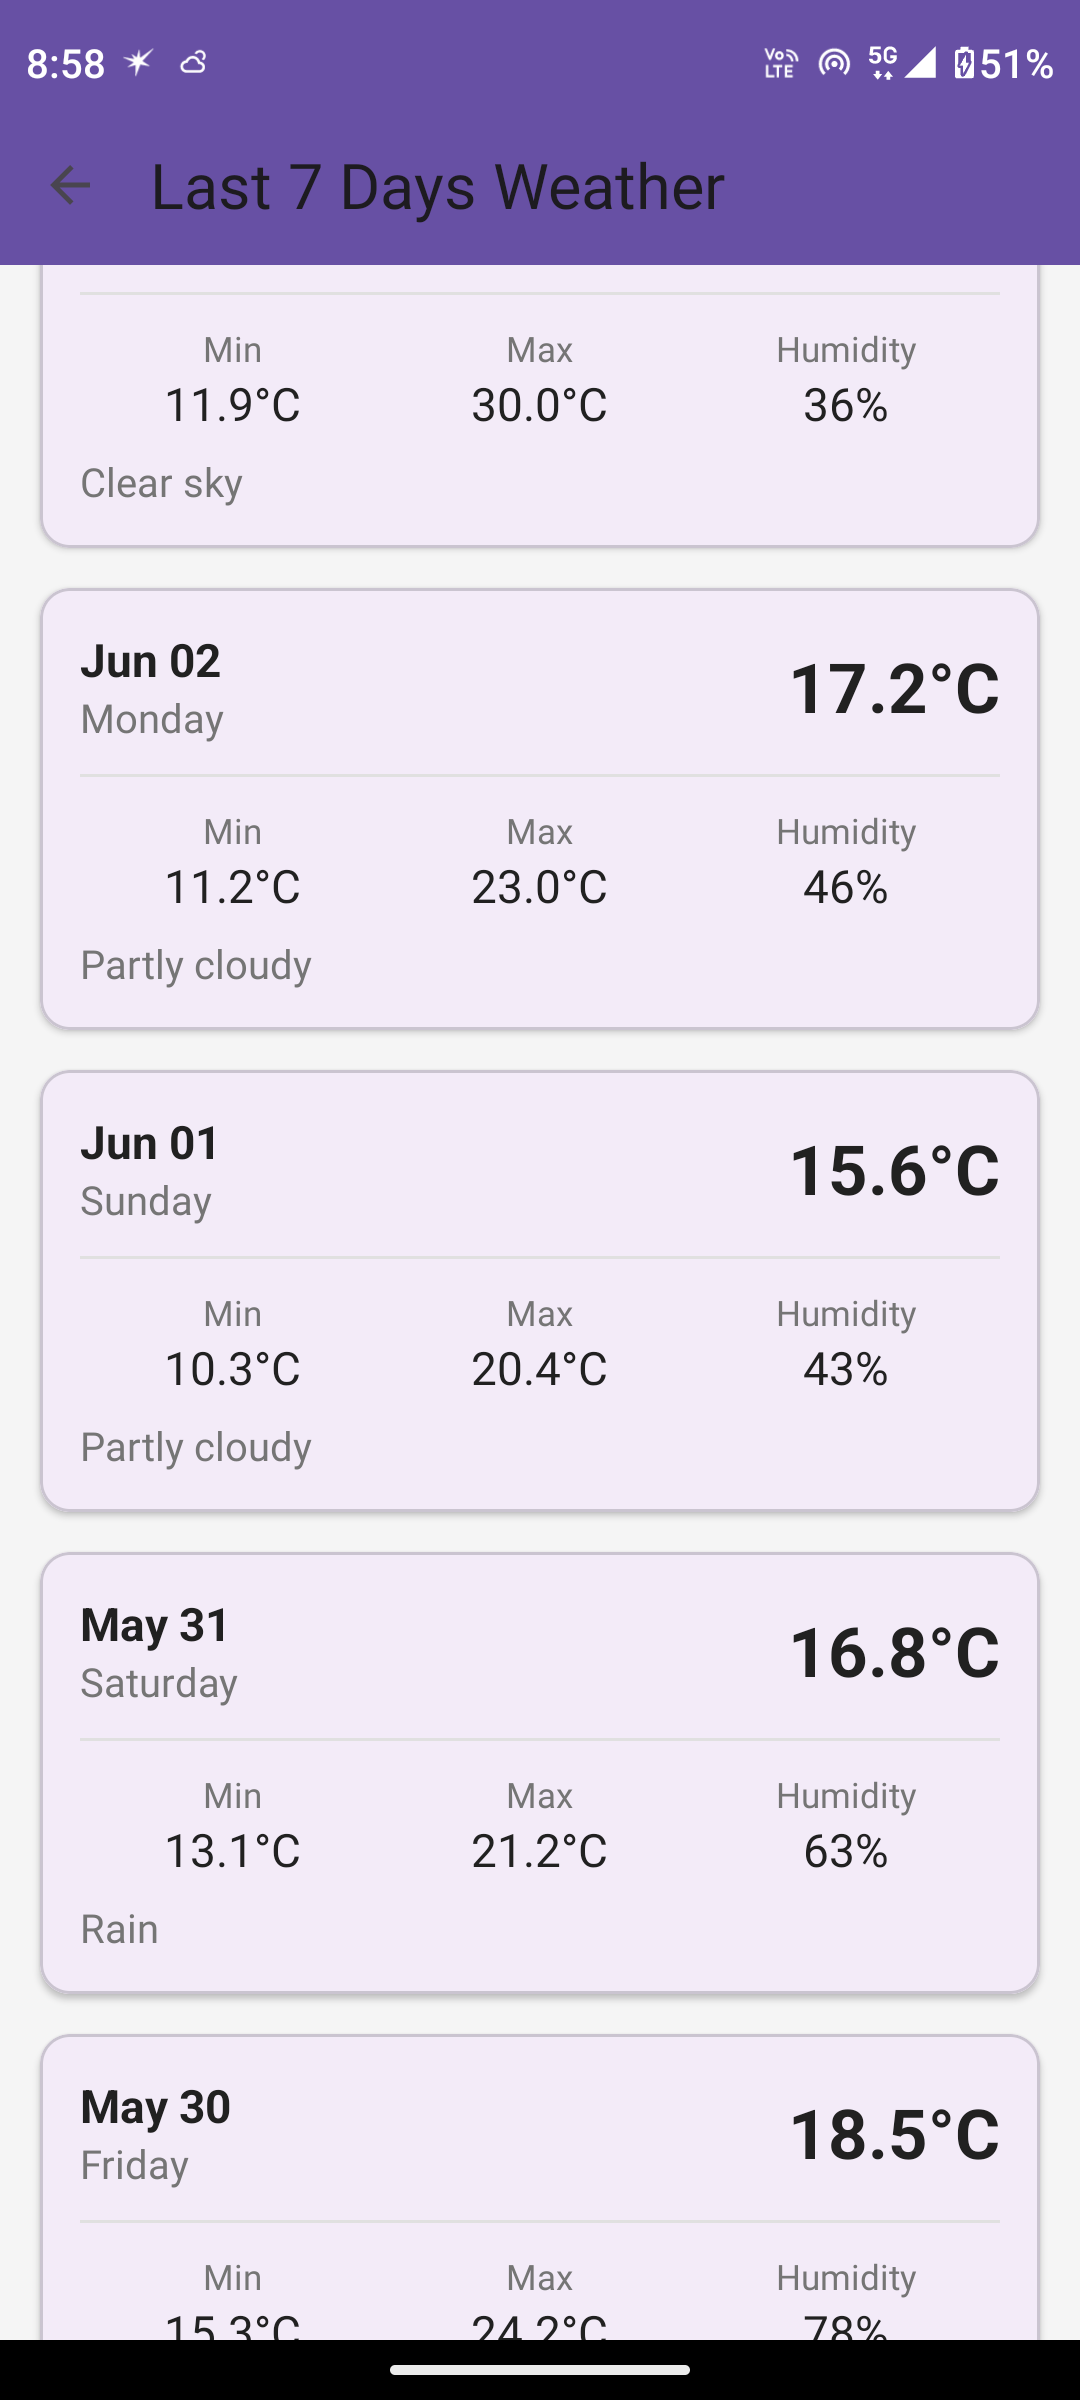 8:58 VoLTE 5G 51%
Last 7 Days Weather
Min Max Humidity
11.9°C 30.0°C 36%
Clear sky
Jun 02
17.2°C
Monday
Min Max Humidity
11.2°C 23.0°C 46%
Partly cloudy
Jun 01
15.6°C
Sunday
Min Max Humidity
10.3°C 20.4°C 43%
Partly cloudy
May 31
16.8°C
Saturday
Min Max Humidity
13.1°C 21.2°C 63%
Rain
May 30
18.5°C
Friday
Min Max Humidity
15.3°C 24.2°C 78%